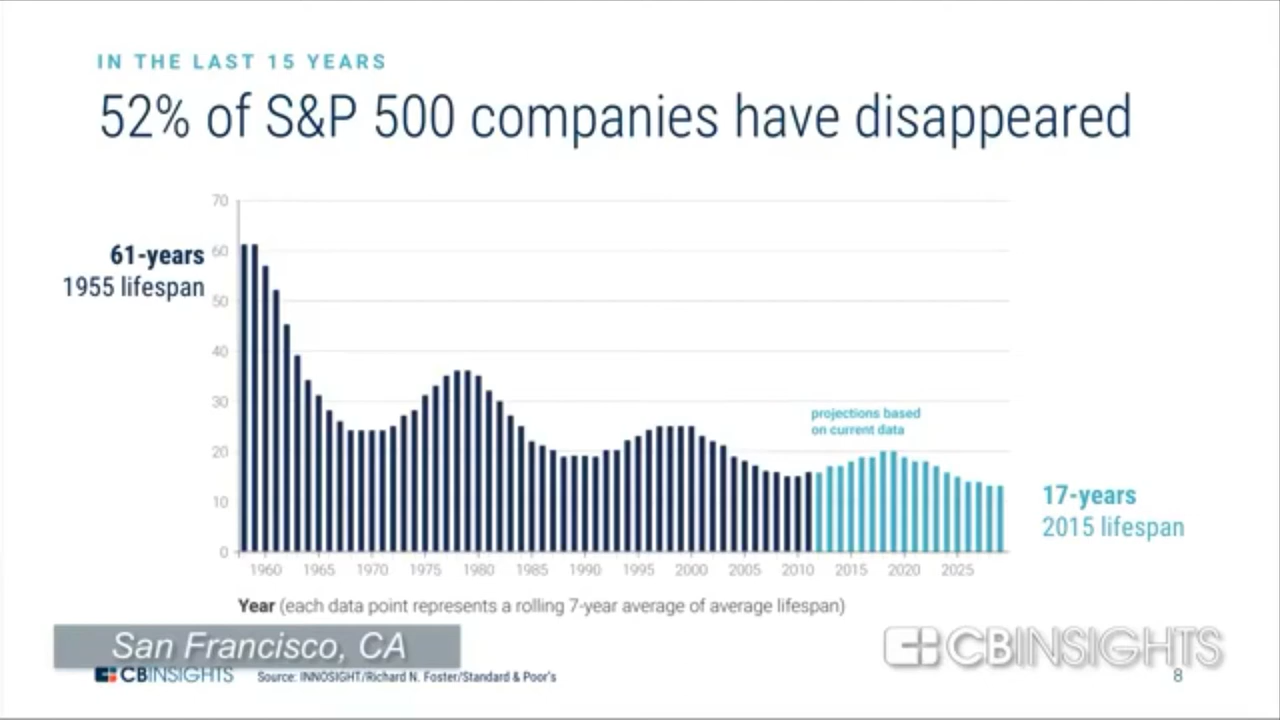 IN THE LAST 15 YEARS
52% of S&P 500 companies have disappeared
70
61-years
1955 lifespan
60
50
40
30
20
10
0
projections based
on current data
17-years
2015 lifespan
1960 1965 1970 1975 1980 1985 1990 1995 2000 2005 2010 2015 2020 2025
Year (each data point represents a rolling 7-year average of average lifespan)
San Francisco, CA
CBINSIGHTS
CBINSIGHTS
Source: INNOSIGHT/Richard N. Foster/Standard & Poor's
8